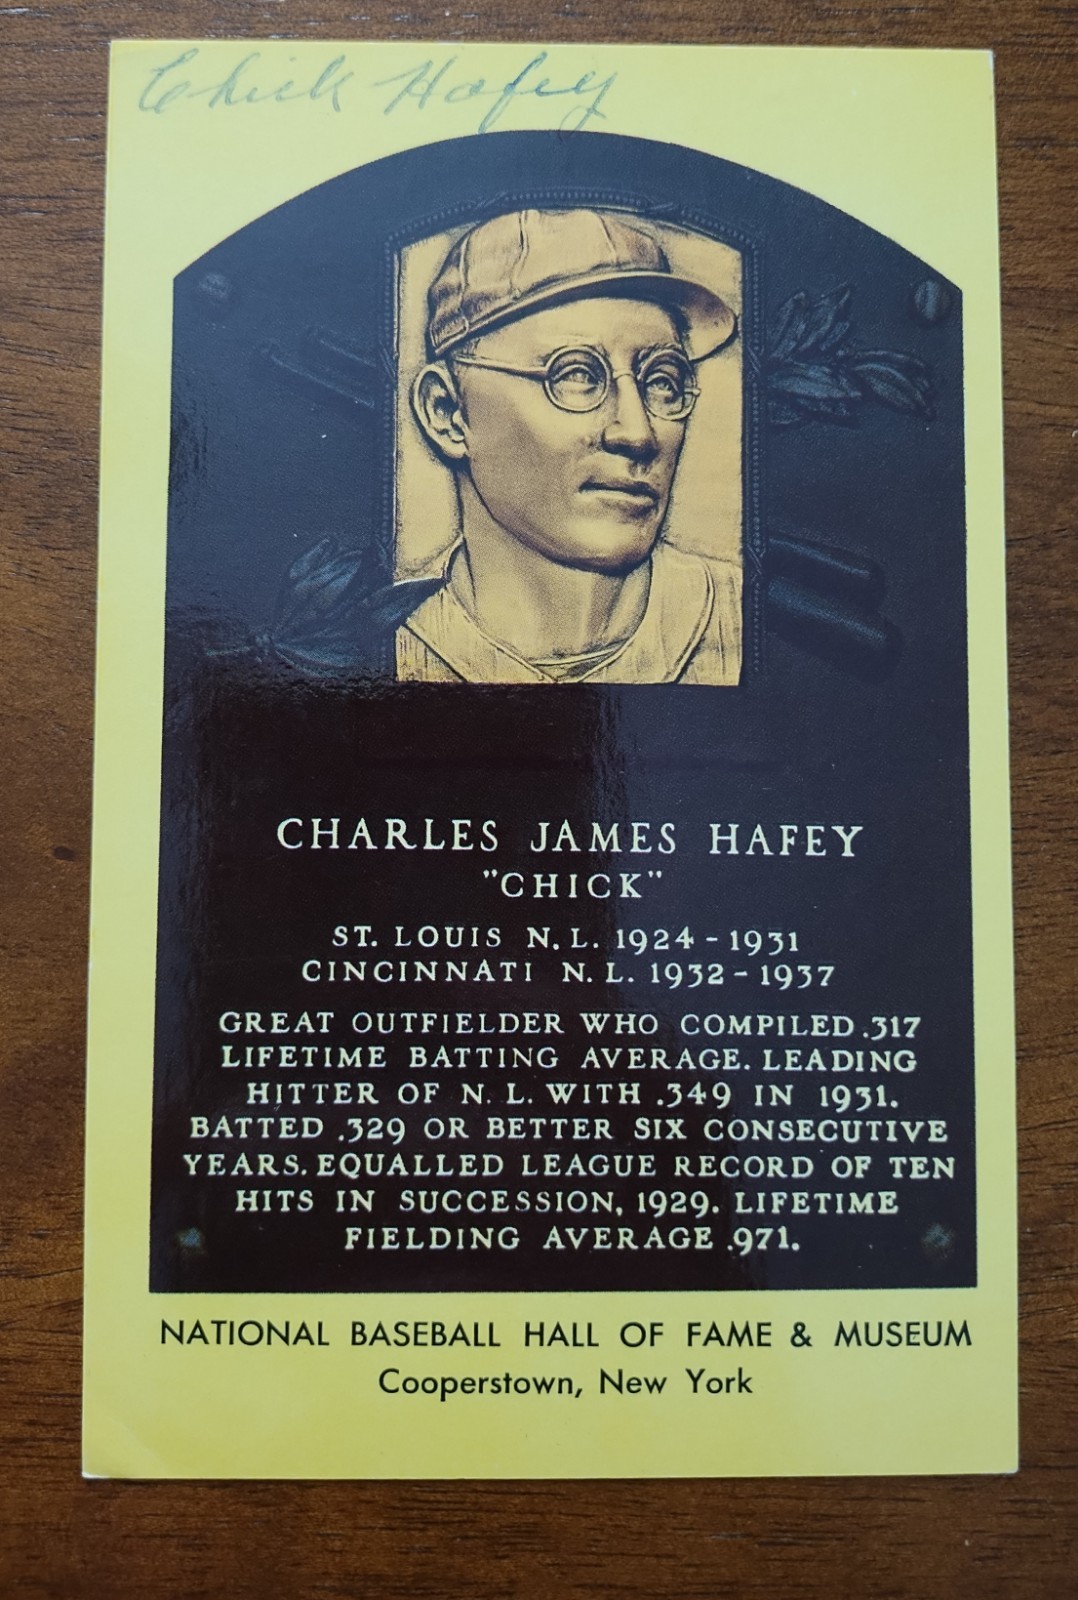 Chick Hafey
CHARLES JAMES HAFEY
"CHICK"
ST. LOUIS N. L. 1924 - 1931
CINCINNATI N. L. 1932 - 1937
GREAT OUTFIELDER WHO COMPILED .317
LIFETIME BATTING AVERAGE. LEADING
HITTER OF N. L. WITH .349 IN 1931.
BATTED .329 OR BETTER SIX CONSECUTIVE
YEARS. EQUALLED LEAGUE RECORD OF TEN
HITS IN SUCCESSION, 1929. LIFETIME
FIELDING AVERAGE .971.
NATIONAL BASEBALL HALL OF FAME & MUSEUM
Cooperstown, New York